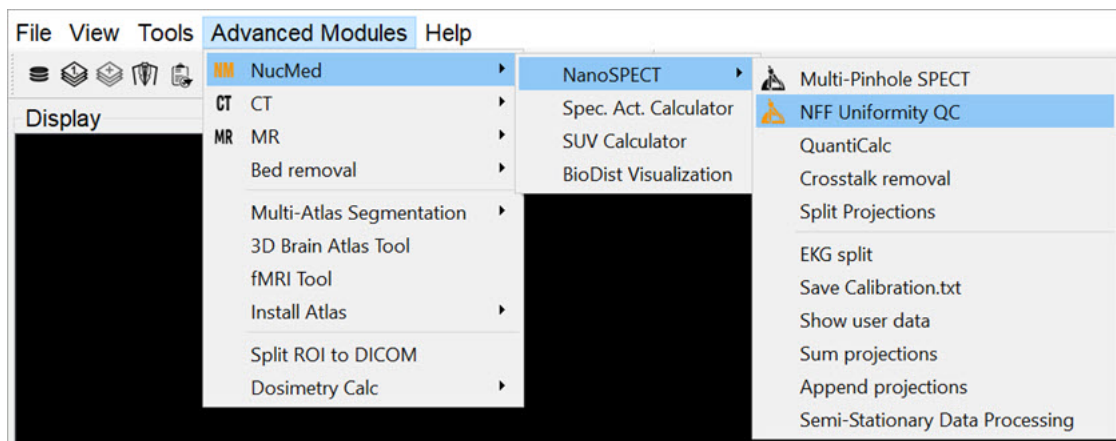 File View Tools Advanced Modules Help
Display
NM NucMed
CT CT
MR MR
Bed removal
Multi-Atlas Segmentation
3D Brain Atlas Tool
fMRI Tool
Install Atlas
Split ROI to DICOM
Dosimetry Calc
NanoSPECT
Spec. Act. Calculator
SUV Calculator
BioDist Visualization
Multi-Pinhole SPECT
NFF Uniformity QC
QuantiCalc
Crosstalk removal
Split Projections
EKG split
Save Calibration.txt
Show user data
Sum projections
Append projections
Semi-Stationary Data Processing